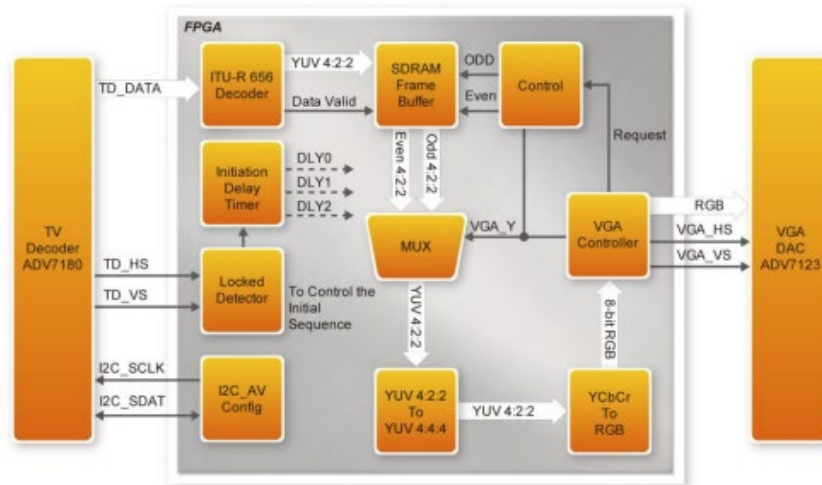 FPGA
TV
Decoder
ADV7180
TD_DATA
ITU-R 656
Decoder
YUV 4:2:2
Data Valid
SDRAM
Frame
Buffer
ODD
Even
Control
Request
Initiation
Delay
Timer
DLY0
DLY1
DLY2
Even 4:2:2
Odd 4:2:2
MUX
VGA_Y
VGA
Controller
RGB
VGA_HS
VGA_VS
VGA
DAC
ADV7123
TD_HS
TD_VS
Locked
Detector
To Control the
Initial
Sequence
YUV 4:2:2
8-bit RGB
I2C_SCLK
I2C_SDAT
I2C_AV
Config
YUV 4:2:2
To
YUV 4:4:4
YUV 4:2:2
YCbCr
To
RGB